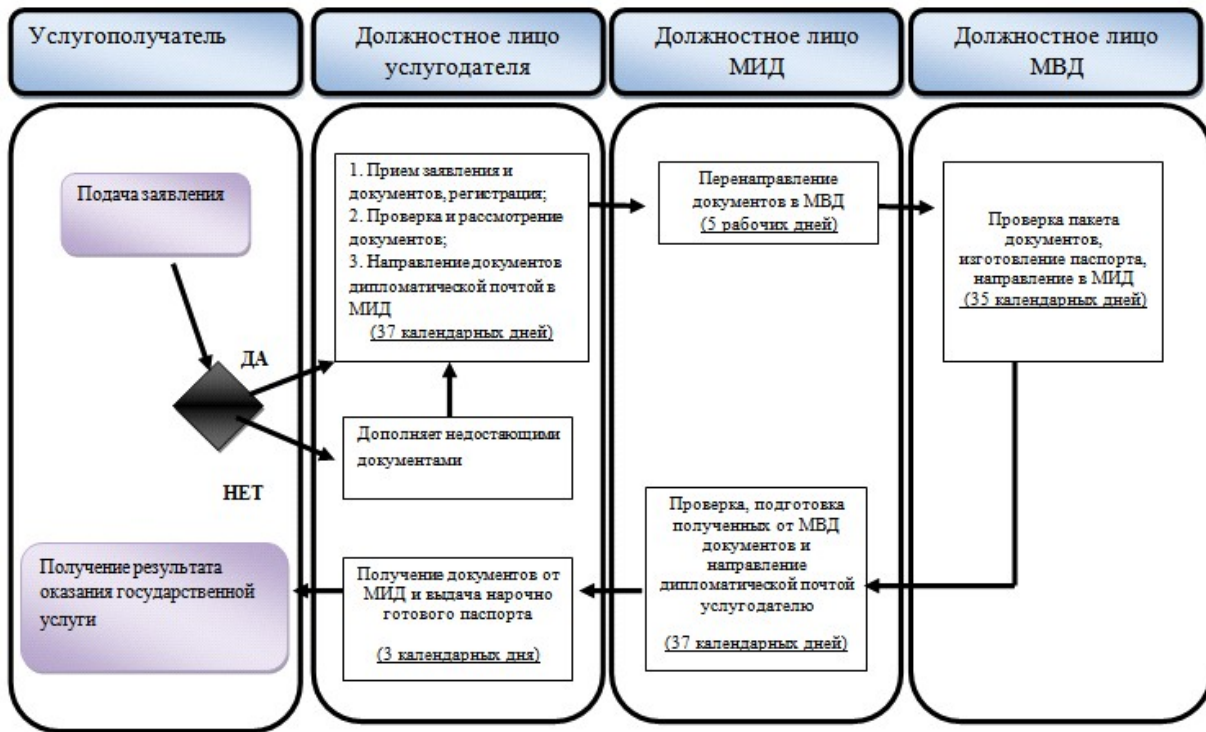 Услугополучатель
Должностное лицо
услугодателя
Должностное лицо
МИД
Должностное лицо
МВД
Подача заявления
ДА
НЕТ
1. Прием заявления и
документов, регистрация;
2. Проверка и рассмотрение
документов;
3. Направление документов
дипломатической почтой в
МИД
(37 календарных дней)
Дополняет недостающими
документами
Перенаправление
документов в МВД
(5 рабочих дней)
Проверка пакета
документов,
изготовление паспорта,
направление в МИД
(35 календарных дней)
Проверка, подготовка
полученных от МВД
документов и
направление
дипломатической почтой
услугодателю
(37 календарных дней)
Получение документов от
МИД и выдача нарочно
готового паспорта
(3 календарных дня)
Получение результата
оказания государственной
услуги